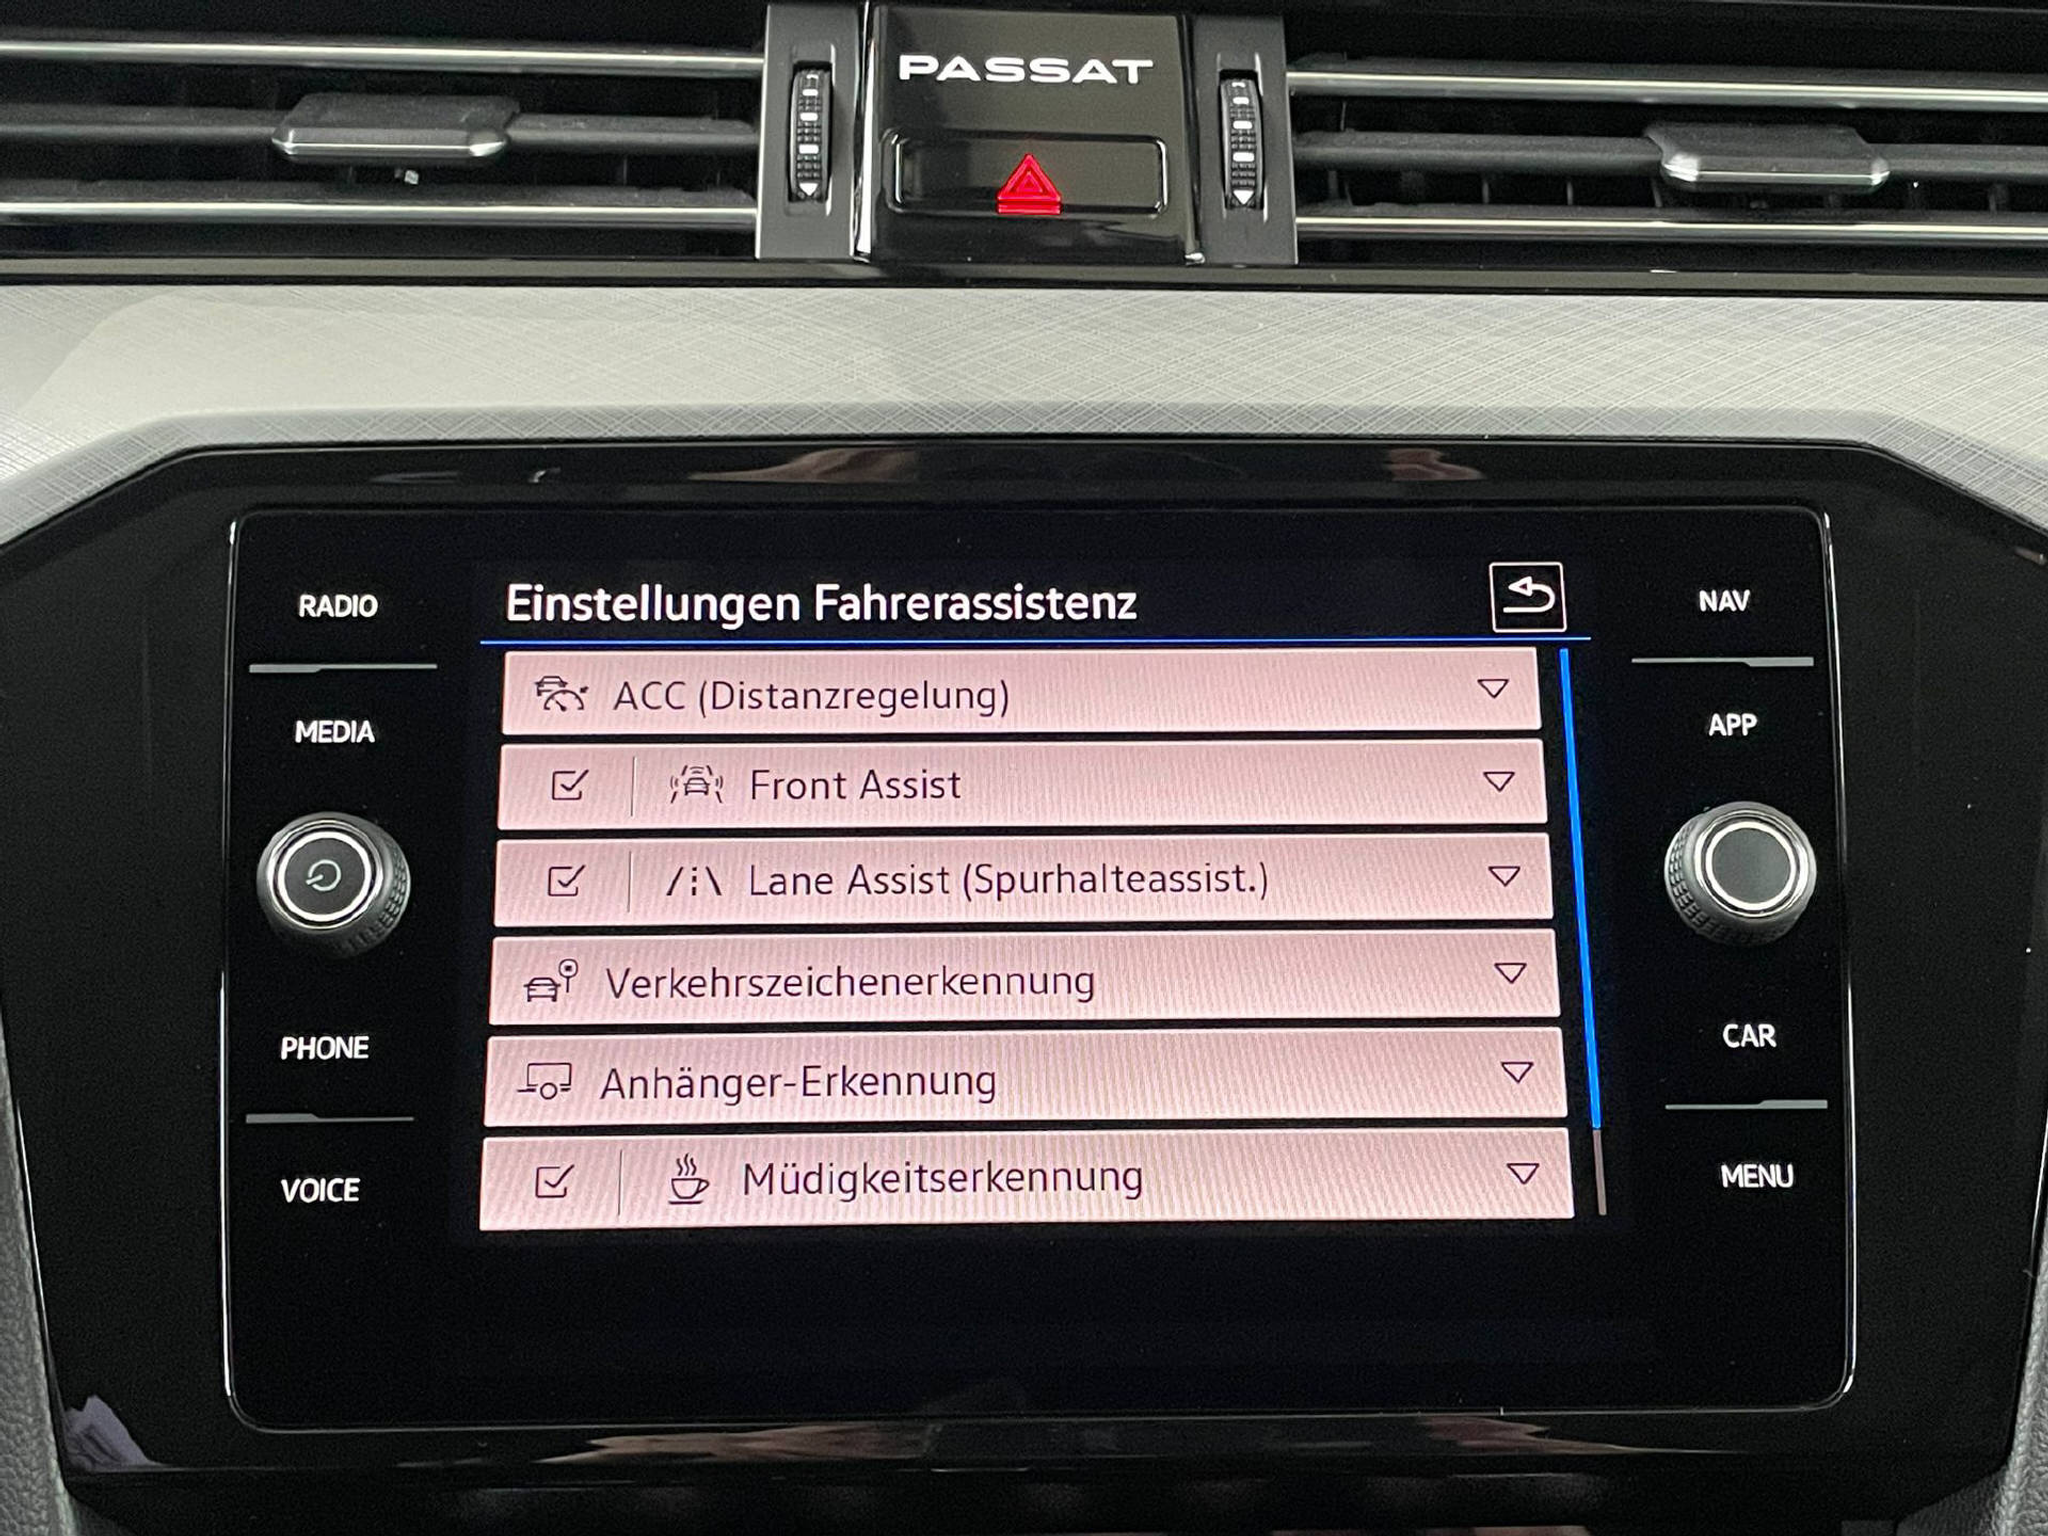 PASSAT
RADIO
MEDIA
PHONE
VOICE
Einstellungen Fahrerassistenz
ACC (Distanzregelung)
Front Assist
Lane Assist (Spurhalteassist.)
Verkehrszeichenerkennung
Anhänger-Erkennung
Müdigkeitserkennung
NAV
APP
CAR
MENU